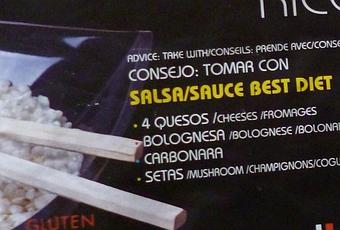 ADVICE: TAKE WITH/CONSEILS: PRENDE AVEC/CONSE
CONSEJO: TOMAR CON
SALSA/SAUCE BEST DIET
• 4 QUESOS /CHEESES /FROMAGES
• BOLOGNESA /BOLOGNESE /BOLONA
• CARBONARA
• SETAS /MUSHROOM /CHAMPIGNONS/COGU
GLUTEN